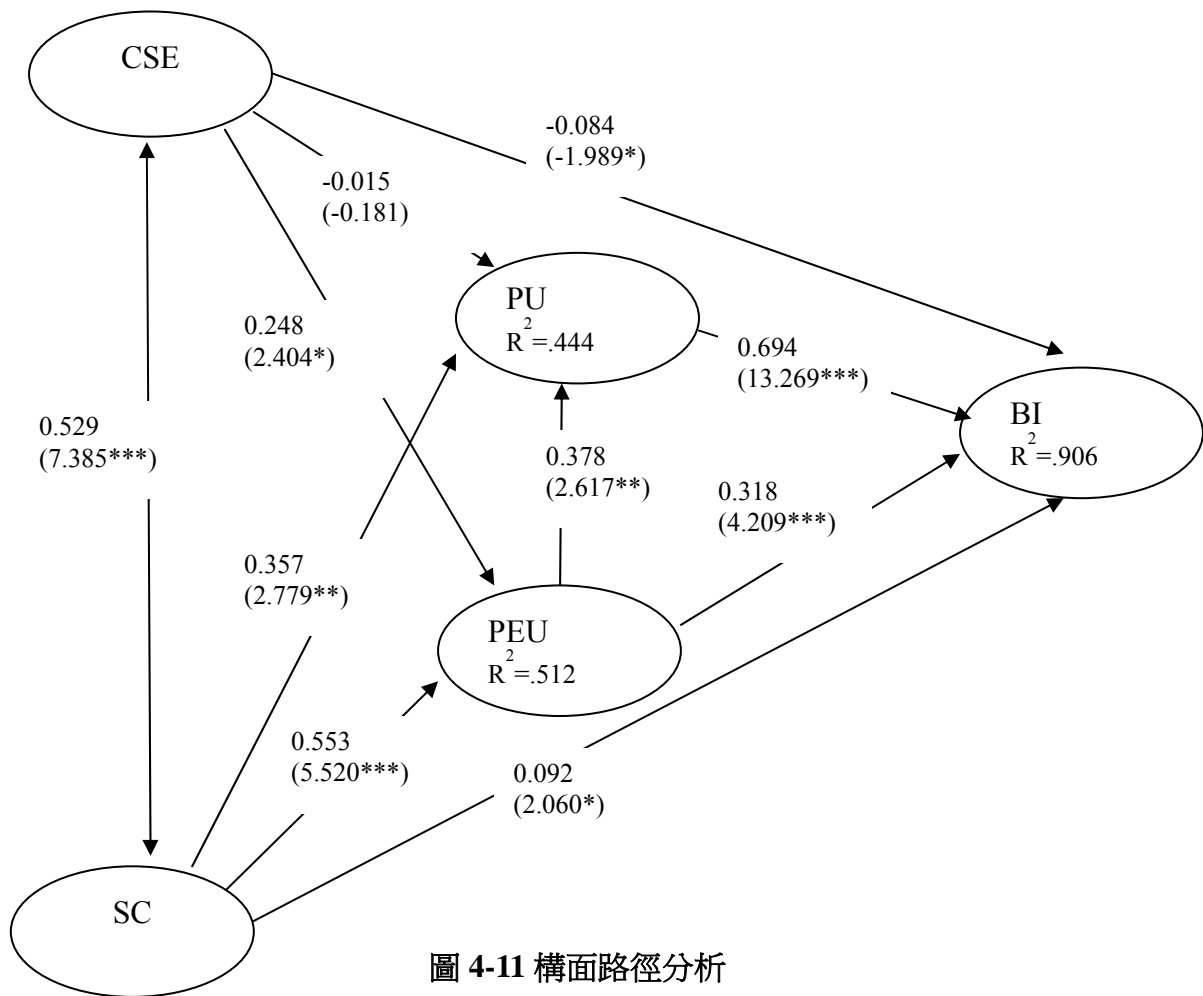 CSE
-0.084
(-1.989*)
-0.015
(-0.181)
PU
R²=.444
0.248
(2.404*)
0.694
(13.269***)
BI
R²=.906
0.529
(7.385***)
0.378
(2.617**)
0.318
(4.209***)
0.357
(2.779**)
PEU
R²=.512
0.553
(5.520***)
0.092
(2.060*)
SC
圖 4-11 構面路徑分析